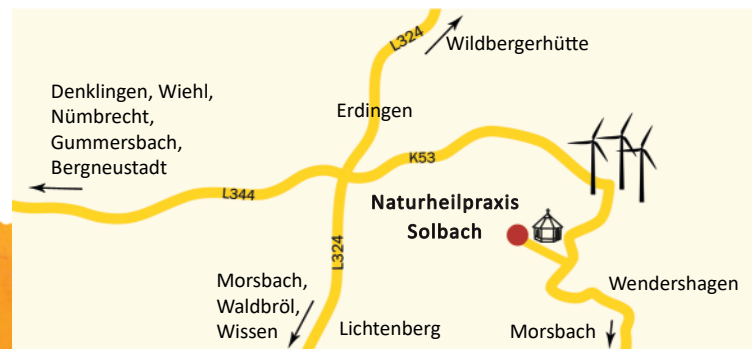 L324
Wildbergerhütte
Denklingen, Wiehl,
Nümbrecht,
Gummersbach,
Bergneustadt
Erdingen
K53
L344
Naturheilpraxis
Solbach
L324
Morsbach,
Waldbröl,
Wissen
Lichtenberg
Wendershagen
Morsbach